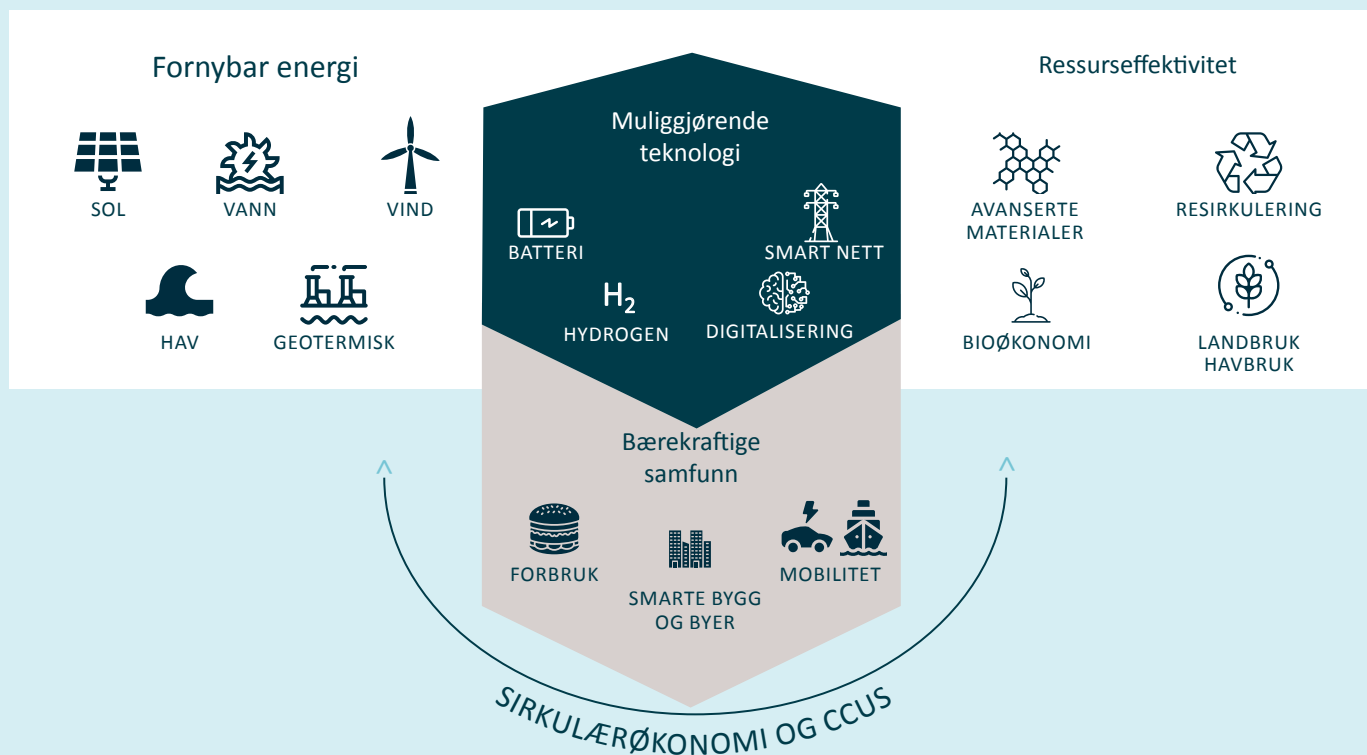 Fornybar energi
SOL
VANN
VIND
HAV
GEOTERMISK
Muliggjørende
teknologi
BATTERI
SMART NETT
H₂
HYDROGEN
DIGITALISERING
Ressurseffektivitet
AVANSERTE
MATERIALER
RESIRKULERING
BIOØKONOMI
LANDBRUK
HAVBRUK
Bærekraftige
samfunn
FORBRUK
SMARTE BYGG
OG BYER
MOBILITET
SIRKULÆRØKONOMI OG CCUS